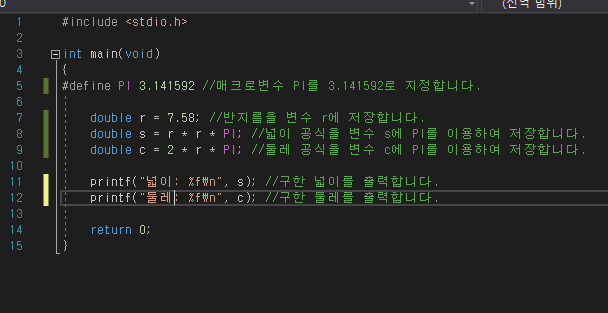 0
(전역 범위)
1 #include <stdio.h>
2
3 int main(void)
4 {
5 #define PI 3.141592 //매크로변수 PI를 3.141592로 지정합니다.
6
7 double r = 7.58; //반지름을 변수 r에 저장합니다.
8 double s = r * r * PI; //넓이 공식을 변수 s에 PI를 이용하여 저장합니다.
9 double c = 2 * r * PI; //둘레 공식을 변수 c에 PI를 이용하여 저장합니다.
10
11 printf("넓이: %f₩n", s); //구한 넓이를 출력합니다.
12 printf("둘레: %f₩n", c); //구한 둘레를 출력합니다.
13
14 return 0;
15 }